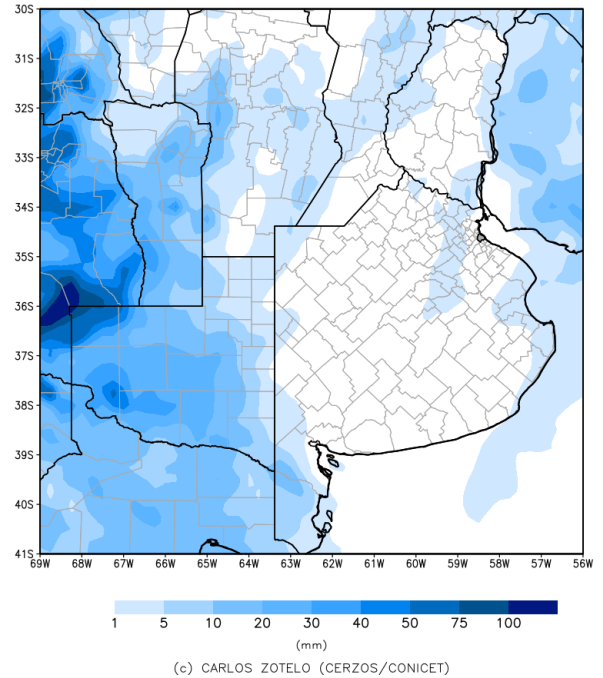 30S
31S
32S
33S
34S
35S
36S
37S
38S
39S
40S
41S
69W 68W 67W 66W 65W 64W 63W 62W 61W 60W 59W 58W 57W 56W
1 5 10 20 30 40 50 75 100
(mm)
(c) CARLOS ZOTELO (CERZOS/CONICET)